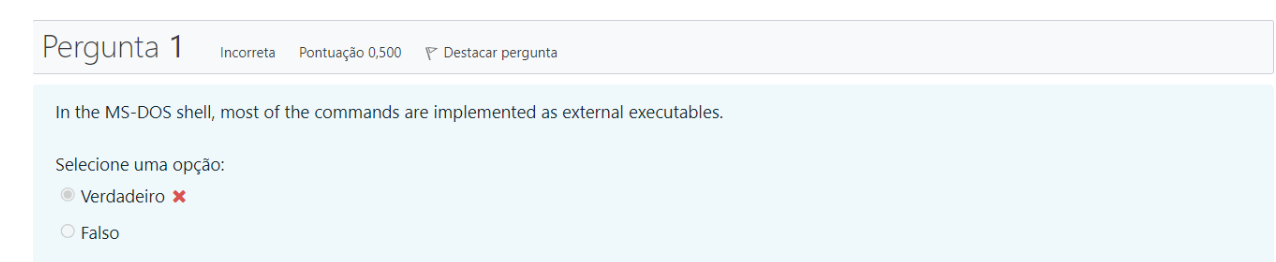 Pergunta 1 Incorreta Pontuação 0,500 Destacar pergunta
In the MS-DOS shell, most of the commands are implemented as external executables.
Selecione uma opção:
Verdadeiro
Falso